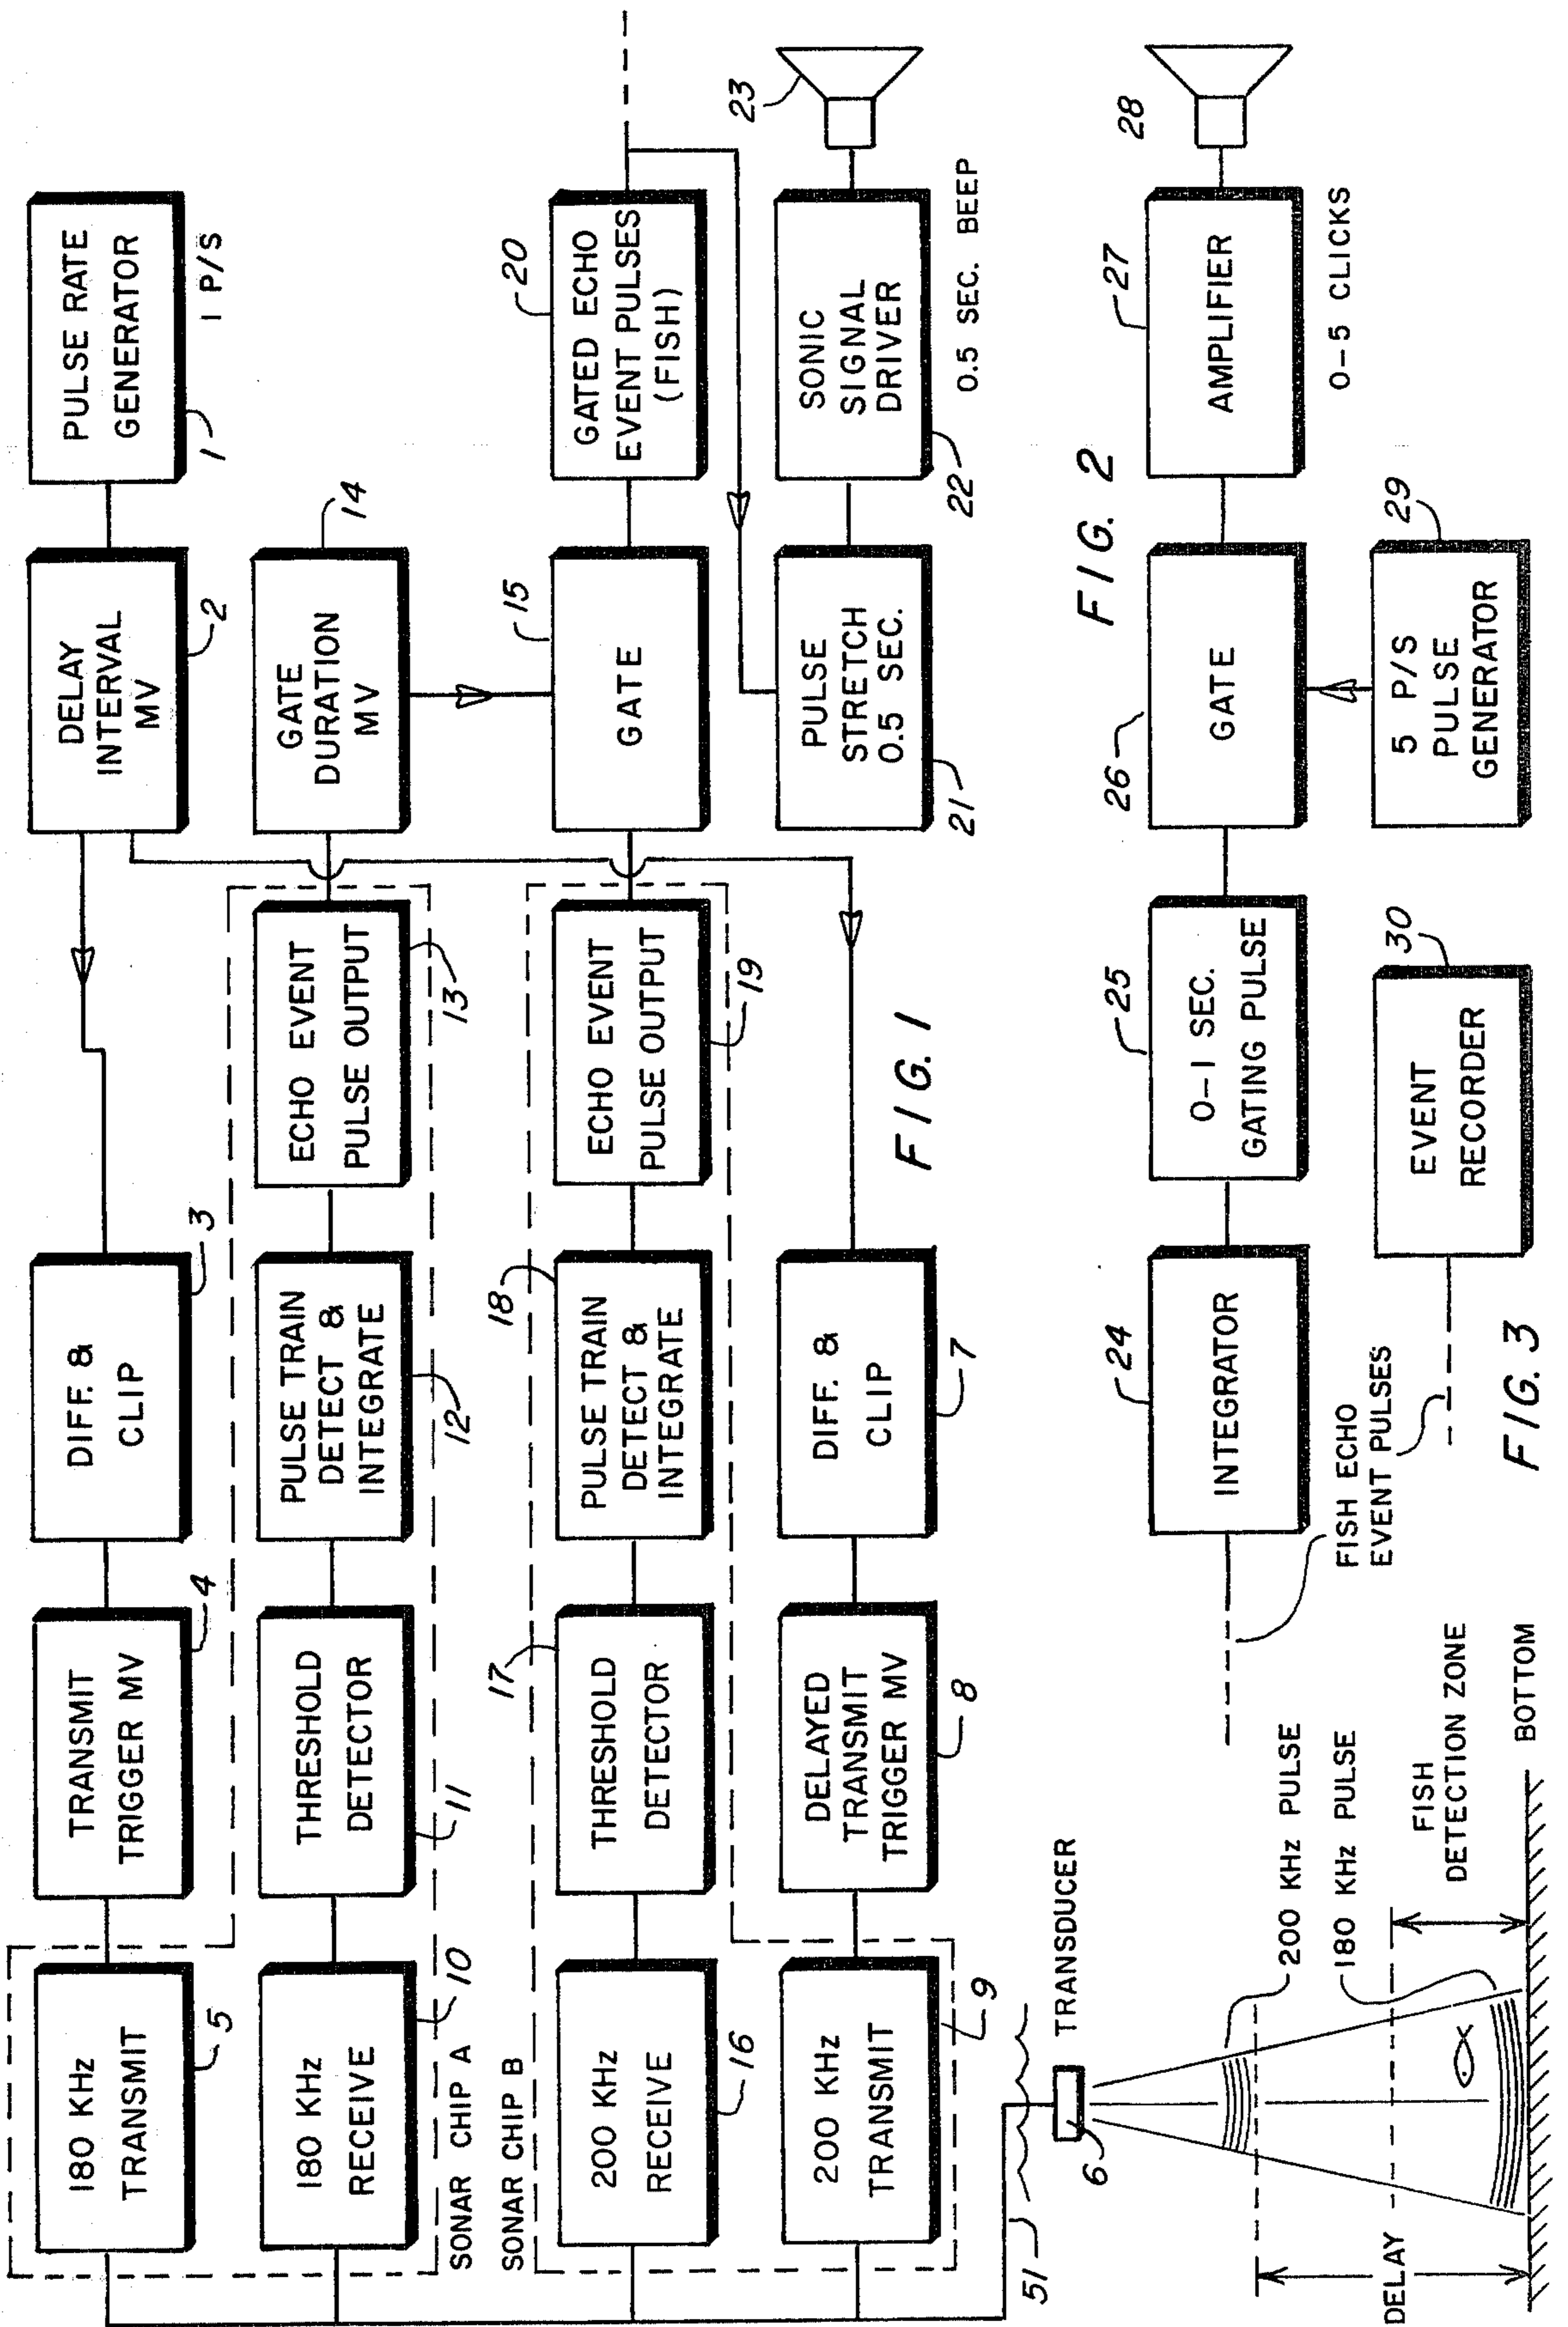 180 KHz
TRANSMIT
5
TRANSMIT
TRIGGER MV
4
DIFF. &
CLIP
3
DELAY
INTERVAL
MV
2
PULSE RATE
GENERATOR
1
1 P/S
180 KHz
RECEIVE
10
THRESHOLD
DETECTOR
11
PULSE TRAIN
DETECT &
INTEGRATE
12
ECHO EVENT
PULSE OUTPUT
13
GATE
DURATION
MV
14
SONAR CHIP A
SONAR CHIP B
200 KHz
RECEIVE
16
THRESHOLD
DETECTOR
17
PULSE TRAIN
DETECT &
INTEGRATE
18
ECHO EVENT
PULSE OUTPUT
19
GATE
15
GATED ECHO
EVENT PULSES
(FISH)
20
200 KHz
TRANSMIT
9
DELAYED
TRANSMIT
TRIGGER MV
8
DIFF. &
CLIP
7
PULSE
STRETCH
0.5 SEC.
21
SONIC
SIGNAL
DRIVER
22
0.5 SEC. BEEP
23
FIG. 1
51
TRANSDUCER
6
200 KHz PULSE
180 KHz PULSE
FISH
DETECTION ZONE
BOTTOM
DELAY
FIG. 2
INTEGRATOR
24
0-1 SEC.
GATING PULSE
25
GATE
26
AMPLIFIER
27
28
0-5 CLICKS
5 P/S
PULSE
GENERATOR
29
FISH ECHO
EVENT PULSES
EVENT
RECORDER
30
FIG. 3